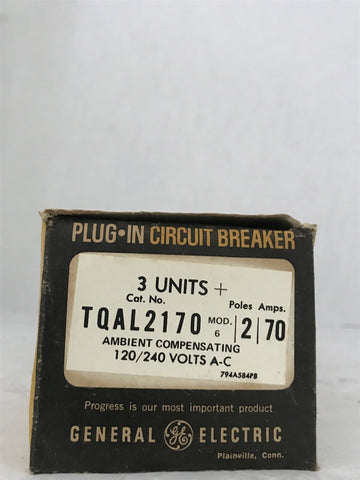 PLUG•IN CIRCUIT BREAKER
3 UNITS +
Cat. No. Poles Amps.
TQAL2170 MOD. 6 2 70
AMBIENT COMPENSATING
120/240 VOLTS A-C
794A584PB
Progress is our most important product
GENERAL GE ELECTRIC
Plainville, Conn.